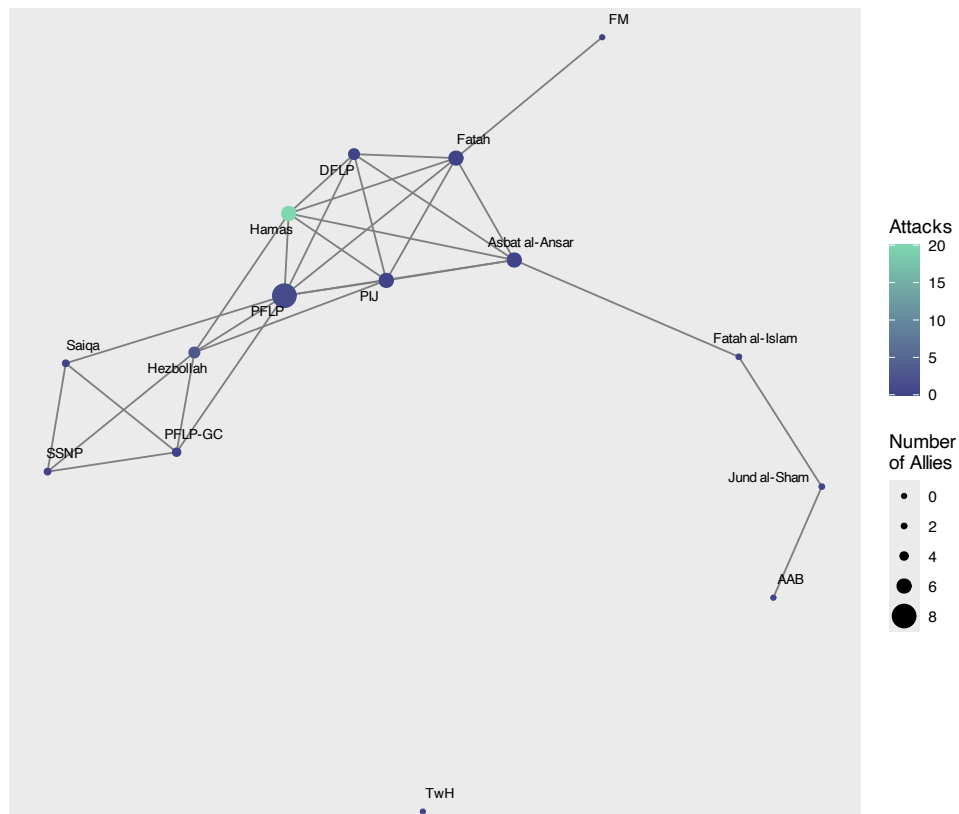 FM
Fatah
DFLP
Hamas
Asbat al-Ansar
PIJ
PFLP
Saiqa
Fatah al-Islam
Hezbollah
PFLP-GC
SSNP
Jund al-Sham
AAB
TwH
Attacks
20
15
10
5
0
Number
of Allies
0
2
4
6
8